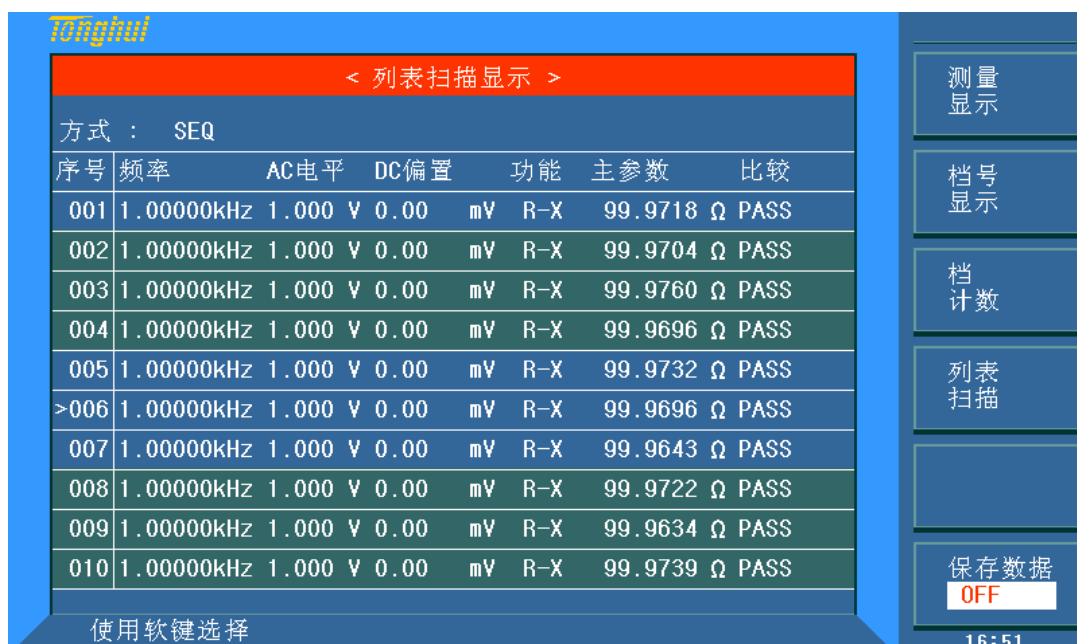 Tonghui
< 列表扫描显示 >
方式 : SEQ
序号 频率 AC电平 DC偏置 功能 主参数 比较
001 1.00000kHz 1.000 V 0.00 mV R-X 99.9718 Ω PASS
002 1.00000kHz 1.000 V 0.00 mV R-X 99.9704 Ω PASS
003 1.00000kHz 1.000 V 0.00 mV R-X 99.9760 Ω PASS
004 1.00000kHz 1.000 V 0.00 mV R-X 99.9696 Ω PASS
005 1.00000kHz 1.000 V 0.00 mV R-X 99.9732 Ω PASS
>006 1.00000kHz 1.000 V 0.00 mV R-X 99.9696 Ω PASS
007 1.00000kHz 1.000 V 0.00 mV R-X 99.9643 Ω PASS
008 1.00000kHz 1.000 V 0.00 mV R-X 99.9722 Ω PASS
009 1.00000kHz 1.000 V 0.00 mV R-X 99.9634 Ω PASS
010 1.00000kHz 1.000 V 0.00 mV R-X 99.9739 Ω PASS
使用软键选择
测量
显示
档号
显示
档
计数
列表
扫描
保存数据
OFF
16:51